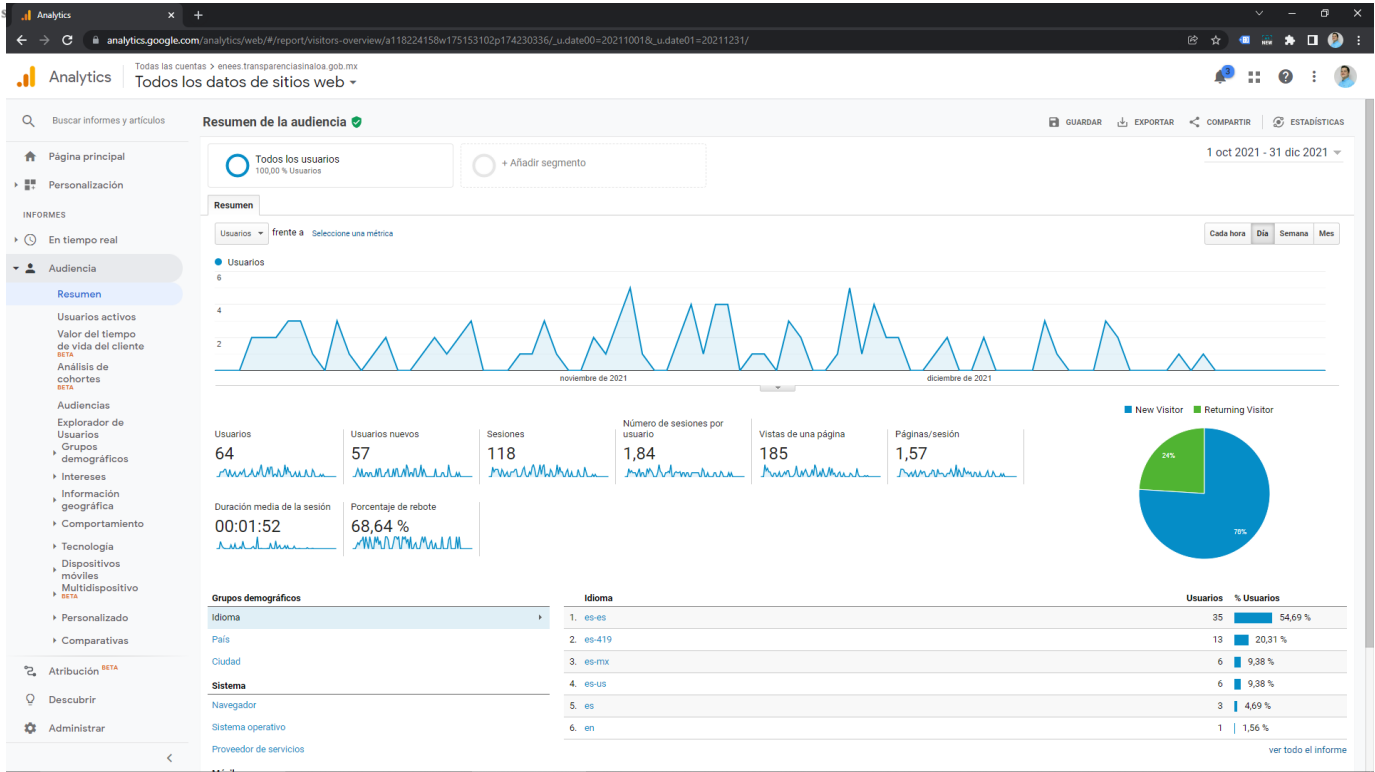 Analytics
analytics.google.com/analytics/web/#/report/visitors-overview/a118224158w175153102p174230336/_u.date00=20211001&_u.date01=20211231/
NEW
Analytics
Todas las cuentas > enees.transparenciasinaloa.gob.mx
Todos los datos de sitios web
3
Buscar informes y artículos
Página principal
Personalización
INFORMES
En tiempo real
Audiencia
Resumen
Usuarios activos
Valor del tiempo
de vida del cliente
BETA
Análisis de
cohortes
BETA
Audiencias
Explorador de
Usuarios
Grupos
demográficos
Intereses
Información
geográfica
Comportamiento
Tecnología
Dispositivos
móviles
Multidispositivo
BETA
Personalizado
Comparativas
Atribución BETA
Descubrir
Administrar
Resumen de la audiencia
GUARDAR EXPORTAR COMPARTIR ESTADÍSTICAS
Todos los usuarios
100,00 % Usuarios
+ Añadir segmento
1 oct 2021 - 31 dic 2021
Resumen
Usuarios frente a Seleccione una métrica
Cada hora Día Semana Mes
Usuarios
6
4
2
noviembre de 2021 diciembre de 2021
New Visitor Returning Visitor
24%
76%
Usuarios
64
Usuarios nuevos
57
Sesiones
118
Número de sesiones por
usuario
1,84
Vistas de una página
185
Páginas/sesión
1,57
Duración media de la sesión
00:01:52
Porcentaje de rebote
68,64 %
Grupos demográficos
Idioma
País
Ciudad
Sistema
Navegador
Sistema operativo
Proveedor de servicios
Idioma Usuarios % Usuarios
1. es-es 35 54,69 %
2. es-419 13 20,31 %
3. es-mx 6 9,38 %
4. es-us 6 9,38 %
5. es 3 4,69 %
6. en 1 1,56 %
ver todo el informe